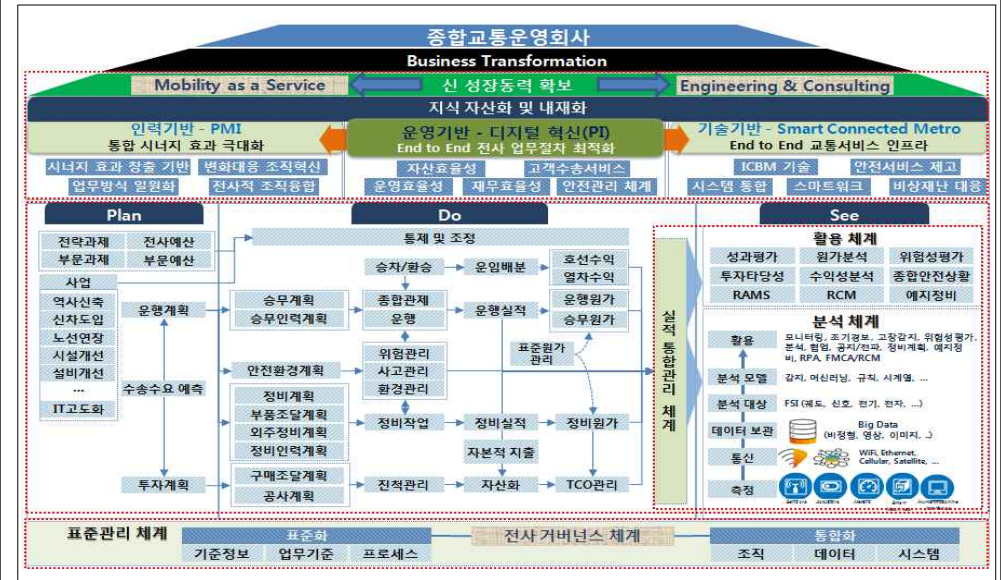 종합교통운영회사
Business Transformation
Mobility as a Service
신 성장동력 확보
Engineering & Consulting
지식 자산화 및 내재화
인력기반 - PMI
통합 시너지 효과 극대화
운영기반 - 디지털 혁신(PI)
End to End 전사 업무절차 최적화
기술기반 - Smart Connected Metro
End to End 교통서비스 인프라
시너지 효과 창출 기반
변화대응 조직혁신
업무방식 일원화
전사적 조직융합
자산효율성
고객수송서비스
운영효율성
재무효율성
안전관리 체계
ICBM 기술
안전서비스 제고
시스템 통합
스마트워크
비상재난 대응
Plan
Do
See
전략과제
전사예산
부문과제
부문예산
사업
역사신축
신차도입
노선연장
시설개선
설비개선
...
IT고도화
운행계획
수송수요 예측
투자계획
통제 및 조정
승무계획
승무인력계획
안전환경계획
정비계획
부품조달계획
외주정비계획
정비인력계획
구매조달계획
공사계획
승차/환승
종합관제
운행
위험관리
사고관리
환경관리
정비작업
진척관리
운임배분
운행실적
정비실적
자본적 지출
자산화
호선수익
열차수익
운행원가
승무원가
표준원가
관리
정비원가
TCO관리
실적 통합관리 체계
활용 체계
성과평가
원가분석
위험성평가
투자타당성
수익성분석
종합안전상황
RAMS
RCM
예지정비
분석 체계
활용
모니터링, 조기경보, 고장감지, 위험성평가,
분석, 협업, 공지/전파, 정비계획, 예지정
비, RPA, FMCA/RCM
분석 모델
감지, 머신러닝, 규칙, 시계열, ...
분석 대상
FSI (궤도, 신호, 전기, 전자, ...)
데이터 보관
Big Data
(비정형, 영상, 이미지, ..)
통신
WiFi, Ethernet,
Cellular, Satellite, ...
측정
표준관리 체계
표준화
기준정보
업무기준
프로세스
전사 거버넌스 체계
통합화
조직
데이터
시스템